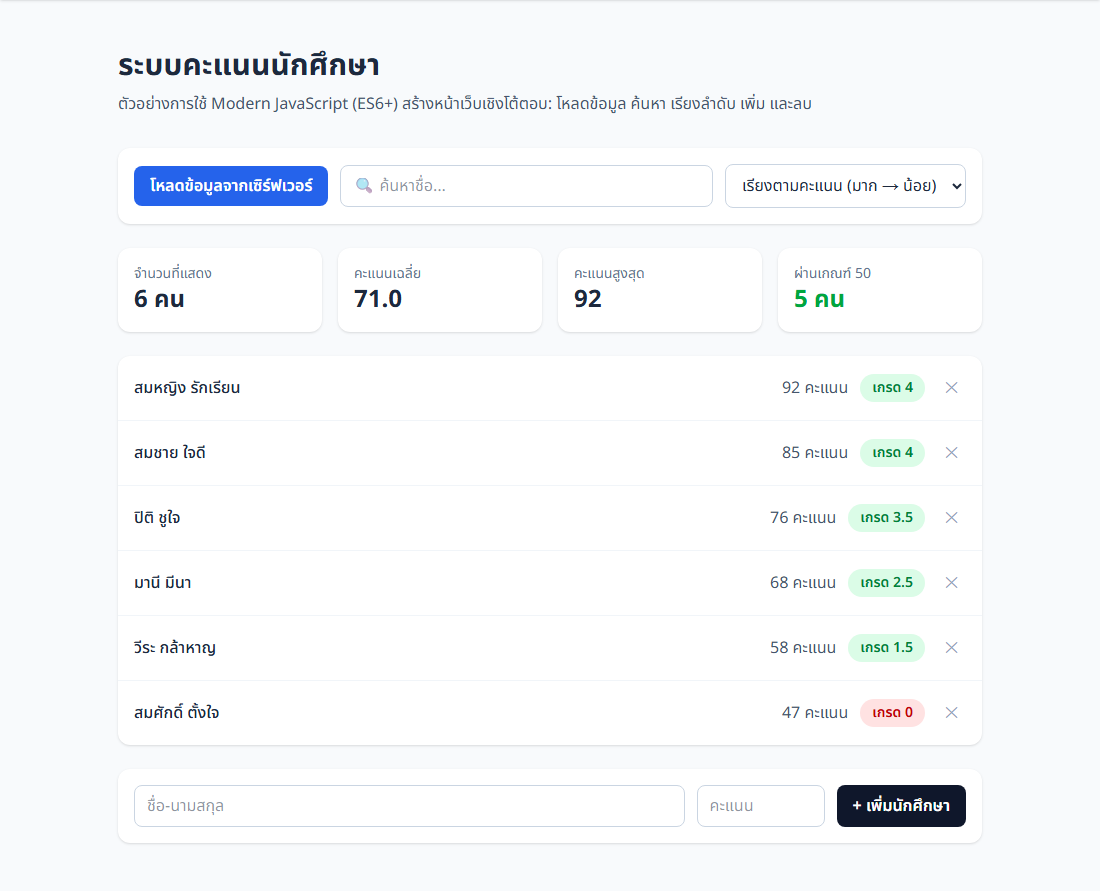 ระบบคะแนนนักศึกษา
ตัวอย่างการใช้ Modern JavaScript (ES6+) สร้างหน้าเว็บเชิงโต้ตอบ: โหลดข้อมูล ค้นหา เรียงลำดับ เพิ่ม และลบ
โหลดข้อมูลจากเซิร์ฟเวอร์ 🔍 ค้นหาชื่อ... เรียงตามคะแนน (มาก → น้อย)
จำนวนที่แสดง คะแนนเฉลี่ย คะแนนสูงสุด ผ่านเกณฑ์ 50
6 คน 71.0 92 5 คน
สมหญิง รักเรียน 92 คะแนน เกรด 4 ✕
สมชาย ใจดี 85 คะแนน เกรด 4 ✕
ปิติ ชูใจ 76 คะแนน เกรด 3.5 ✕
มานี มีนา 68 คะแนน เกรด 2.5 ✕
วีระ กล้าหาญ 58 คะแนน เกรด 1.5 ✕
สมศักดิ์ ตั้งใจ 47 คะแนน เกรด 0 ✕
ชื่อ-นามสกุล คะแนน + เพิ่มนักศึกษา